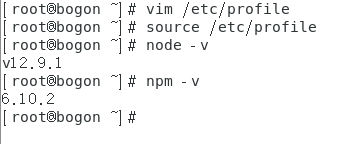 [root@bogon ~]# vim /etc/profile
[root@bogon ~]# source /etc/profile
[root@bogon ~]# node -v
v12.9.1
[root@bogon ~]# npm -v
6.10.2
[root@bogon ~]#